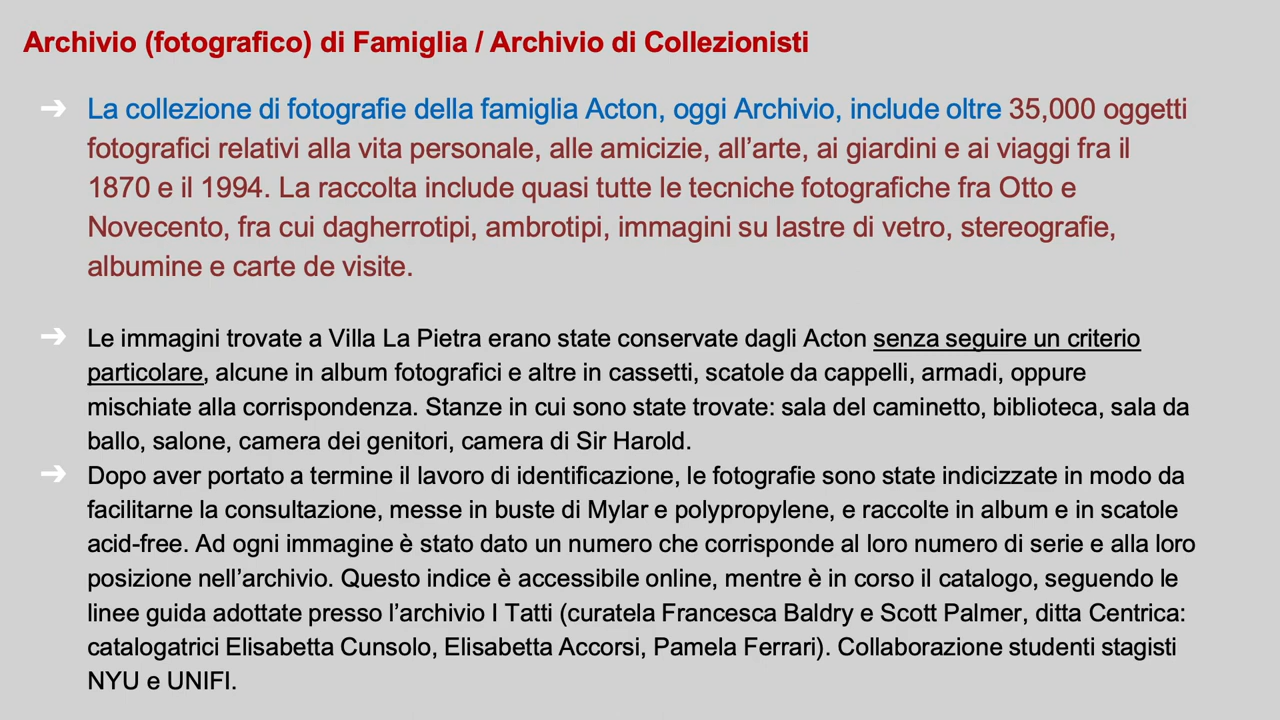 Archivio (fotografico) di Famiglia / Archivio di Collezionisti
➔ La collezione di fotografie della famiglia Acton, oggi Archivio, include oltre 35,000 oggetti
fotografici relativi alla vita personale, alle amicizie, all’arte, ai giardini e ai viaggi fra il
1870 e il 1994. La raccolta include quasi tutte le tecniche fotografiche fra Otto e
Novecento, fra cui dagherrotipi, ambrotipi, immagini su lastre di vetro, stereografie,
albumine e carte de visite.
➔ Le immagini trovate a Villa La Pietra erano state conservate dagli Acton senza seguire un criterio
particolare, alcune in album fotografici e altre in cassetti, scatole da cappelli, armadi, oppure
mischiate alla corrispondenza. Stanze in cui sono state trovate: sala del caminetto, biblioteca, sala da
ballo, salone, camera dei genitori, camera di Sir Harold.
➔ Dopo aver portato a termine il lavoro di identificazione, le fotografie sono state indicizzate in modo da
facilitarne la consultazione, messe in buste di Mylar e polypropylene, e raccolte in album e in scatole
acid-free. Ad ogni immagine è stato dato un numero che corrisponde al loro numero di serie e alla loro
posizione nell’archivio. Questo indice è accessibile online, mentre è in corso il catalogo, seguendo le
linee guida adottate presso l’archivio I Tatti (curatela Francesca Baldry e Scott Palmer, ditta Centrica:
catalogatrici Elisabetta Cunsolo, Elisabetta Accorsi, Pamela Ferrari). Collaborazione studenti stagisti
NYU e UNIFI.